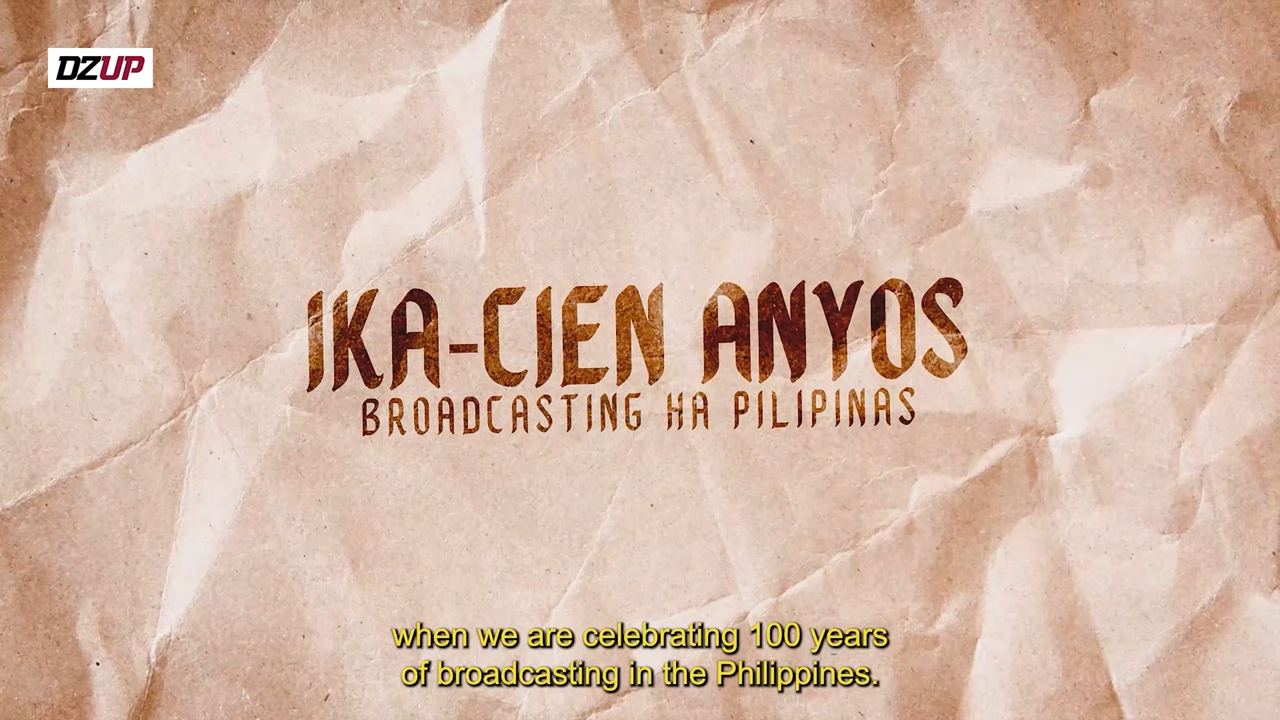 DZUP
IKA-CIEN ANYOS
BROADCASTING HA PILIPINAS
when we are celebrating 100 years
of broadcasting in the Philippines.